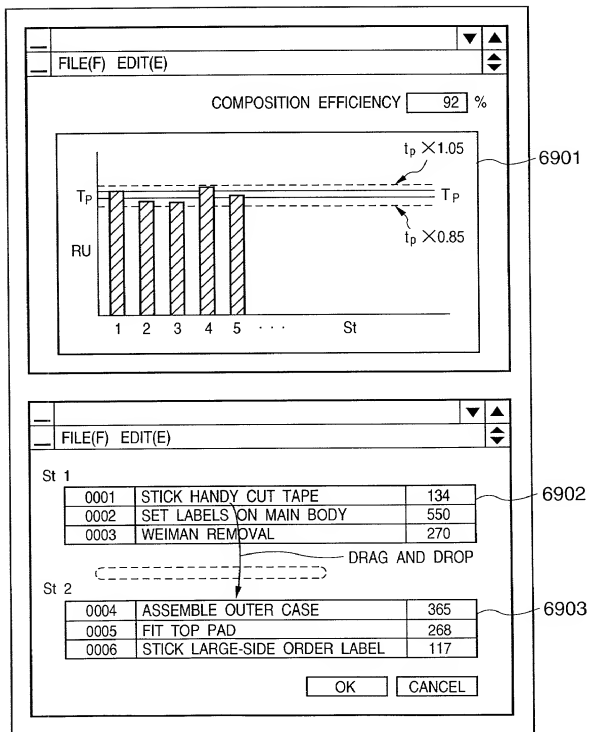 FILE(F) EDIT(E)
COMPOSITION EFFICIENCY 92 %
tp ×1.05
6901
TP
TP
tp ×0.85
RU
1 2 3 4 5 · · · St
FILE(F) EDIT(E)
St 1
0001 STICK HANDY CUT TAPE 134
6902
0002 SET LABELS ON MAIN BODY 550
0003 WEIMAN REMOVAL 270
DRAG AND DROP
St 2
0004 ASSEMBLE OUTER CASE 365
6903
0005 FIT TOP PAD 268
0006 STICK LARGE-SIDE ORDER LABEL 117
OK CANCEL